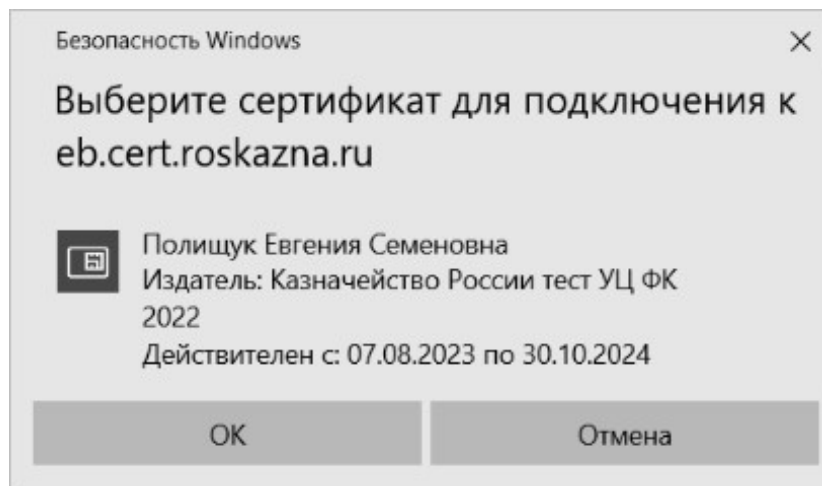 Безопасность Windows
Выберите сертификат для подключения к
eb.cert.roskazna.ru
Полищук Евгения Семеновна
Издатель: Казначейство России тест УЦ ФК
2022
Действителен с: 07.08.2023 по 30.10.2024
ОК
Отмена